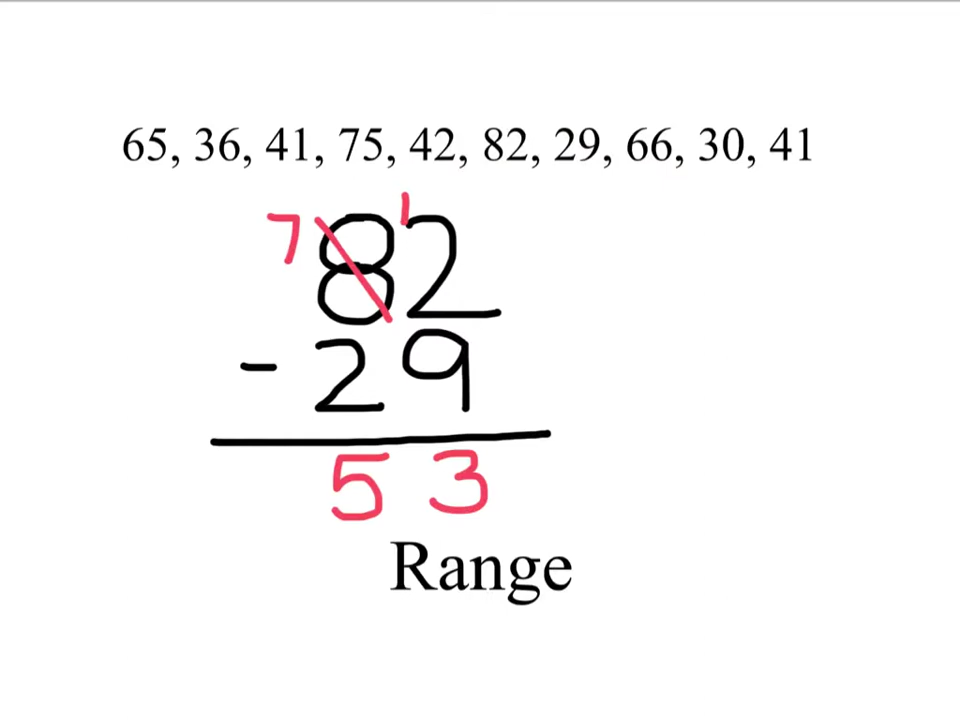 65, 36, 41, 75, 42, 82, 29, 66, 30, 41
7 1
82
- 29
53
Range